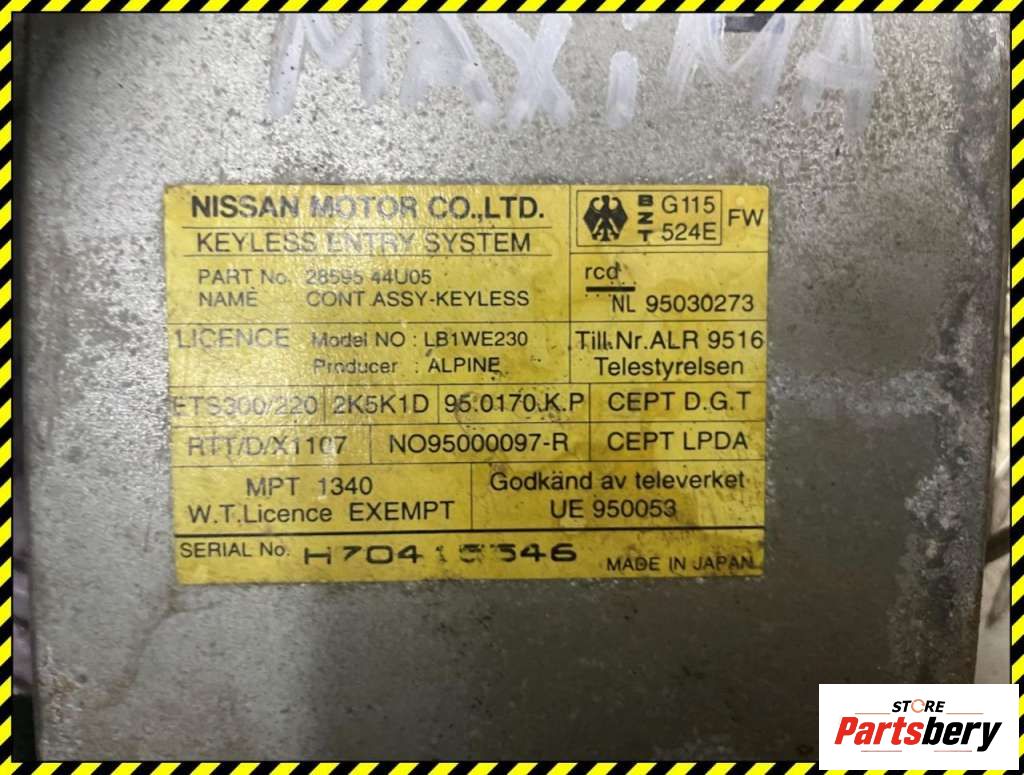 MAXiMA
NISSAN MOTOR CO.,LTD.
KEYLESS ENTRY SYSTEM
PART No. 28595 44U05
NAME CONT ASSY-KEYLESS
BZT G115 524E FW
rcd
NL 95030273
LICENCE Model NO : LB1WE230
Producer : ALPINE
Till.Nr.ALR 9516
Telestyrelsen
ETS300/220 2K5K1D 95.0170.K.P CEPT D.G.T
RTT/D/X1107 NO95000097-R CEPT LPDA
MPT 1340
W.T.Licence EXEMPT
Godkänd av televerket
UE 950053
SERIAL No.
MADE IN JAPAN
STORE
Partsbery